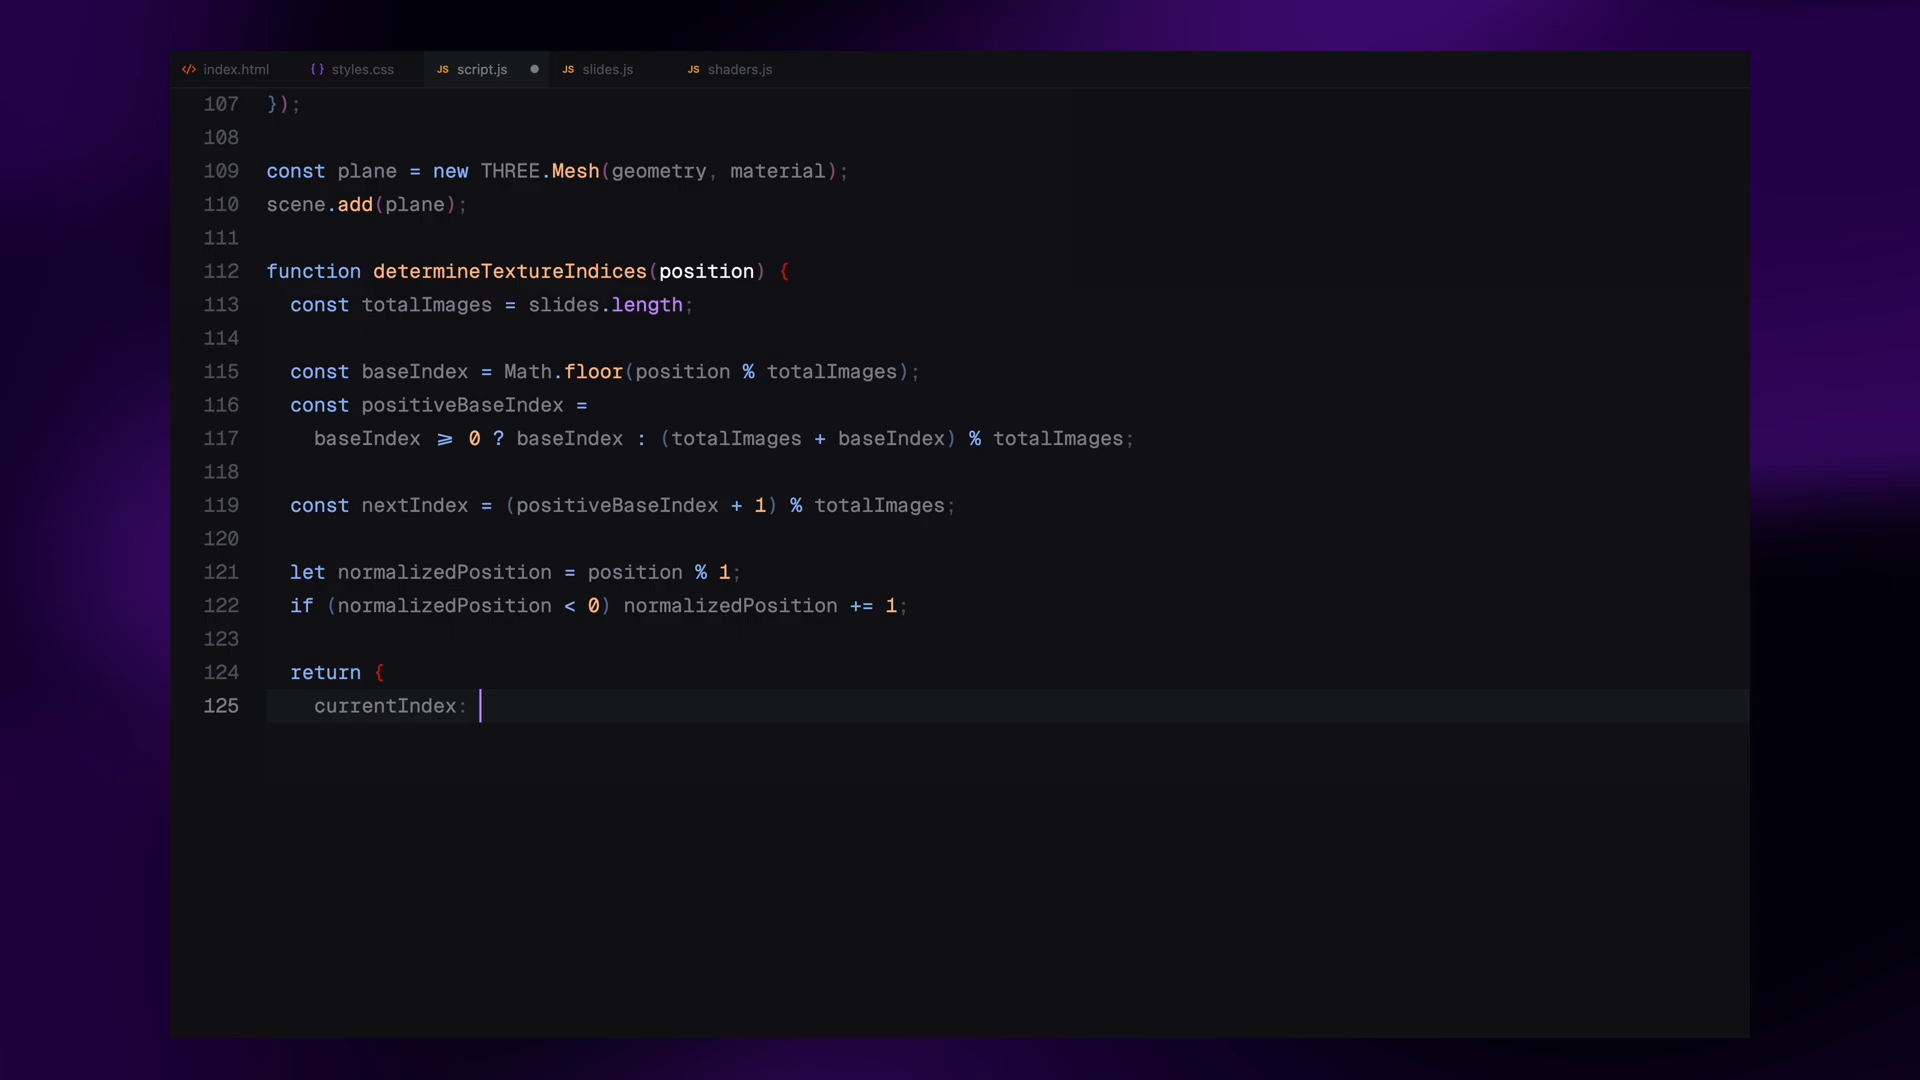 </> index.html {} styles.css JS script.js JS slides.js JS shaders.js
107 });
108
109 const plane = new THREE.Mesh(geometry, material);
110 scene.add(plane);
111
112 function determineTextureIndices(position) {
113   const totalImages = slides.length;
114
115   const baseIndex = Math.floor(position % totalImages);
116   const positiveBaseIndex =
117     baseIndex ⩾ 0 ? baseIndex : (totalImages + baseIndex) % totalImages;
118
119   const nextIndex = (positiveBaseIndex + 1) % totalImages;
120
121   let normalizedPosition = position % 1;
122   if (normalizedPosition < 0) normalizedPosition += 1;
123
124   return {
125     currentIndex: